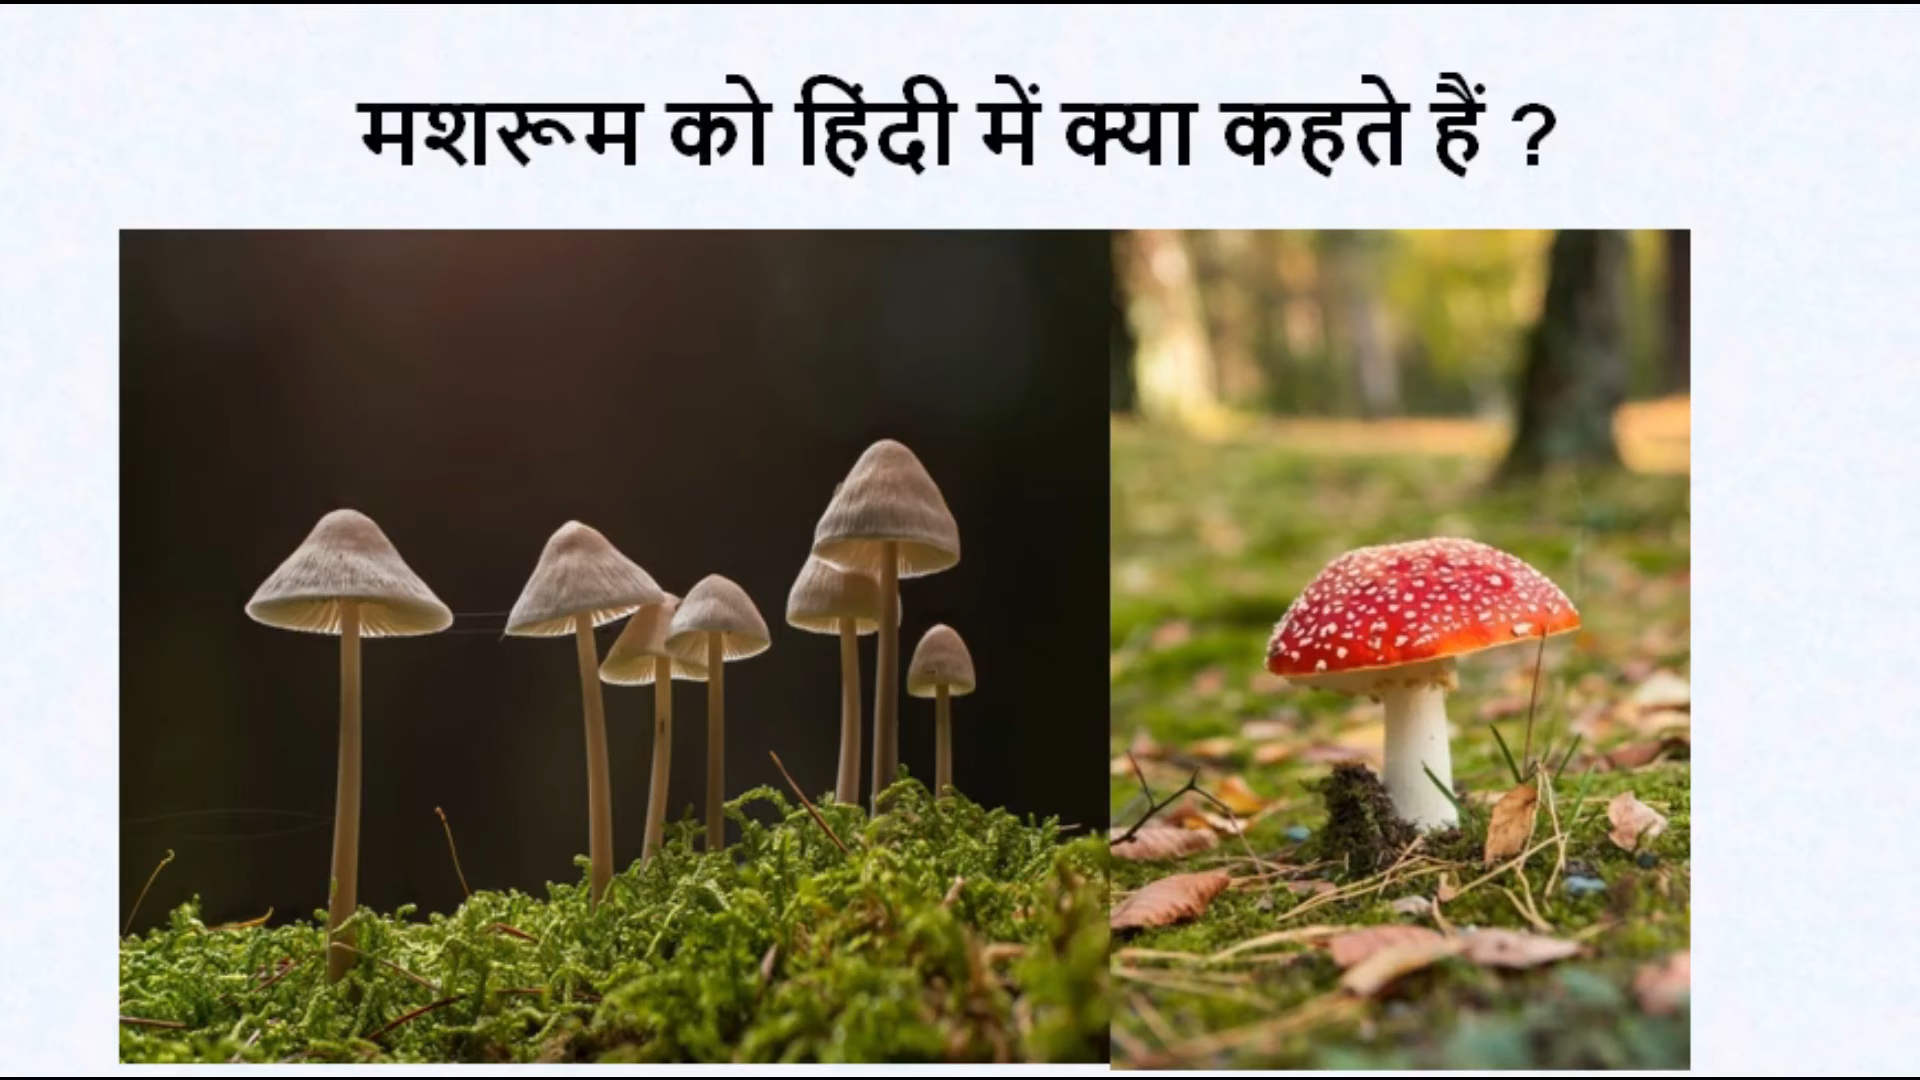 मशरूम को हिंदी में क्या कहते हैं ?